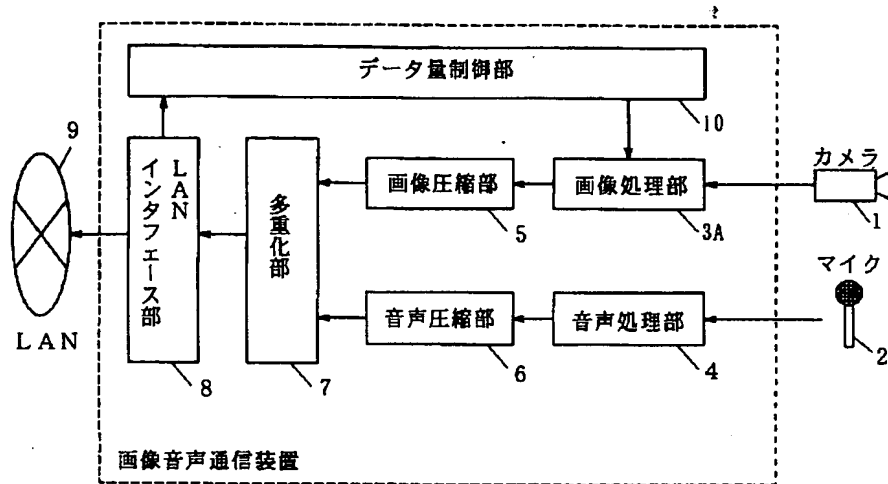 データ量制御部
10
9
LAN
インタフェース部
多重化部
画像圧縮部
画像処理部
カメラ
5
3A
1
マイク
音声圧縮部
音声処理部
LAN
8
7
6
4
2
画像音声通信装置